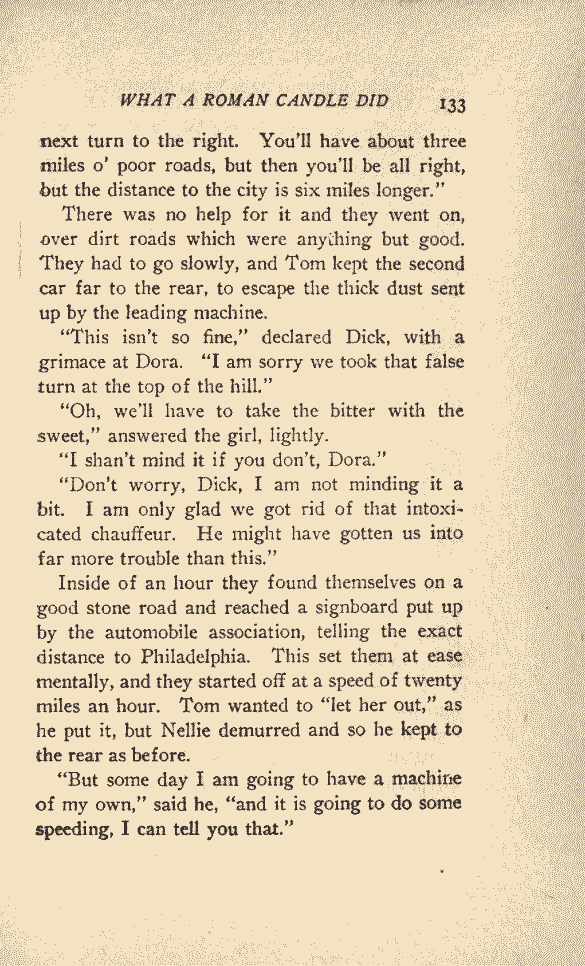 WHAT A ROMAN CANDLE DID 133
next turn to the right. You'll have about three
miles o' poor roads, but then you'll be all right,
but the distance to the city is six miles longer."
There was no help for it and they went on,
over dirt roads which were anything but good.
They had to go slowly, and Tom kept the second
car far to the rear, to escape the thick dust sent
up by the leading machine.
"This isn't so fine," declared Dick, with a
grimace at Dora. "I am sorry we took that false
turn at the top of the hill."
"Oh, we'll have to take the bitter with the
sweet," answered the girl, lightly.
"I shan't mind it if you don't, Dora."
"Don't worry, Dick, I am not minding it a
bit. I am only glad we got rid of that intoxi-
cated chauffeur. He might have gotten us into
far more trouble than this."
Inside of an hour they found themselves on a
good stone road and reached a signboard put up
by the automobile association, telling the exact
distance to Philadelphia. This set them at ease
mentally, and they started off at a speed of twenty
miles an hour. Tom wanted to "let her out," as
he put it, but Nellie demurred and so he kept to
the rear as before.
"But some day I am going to have a machine
of my own," said he, "and it is going to do some
speeding, I can tell you that."